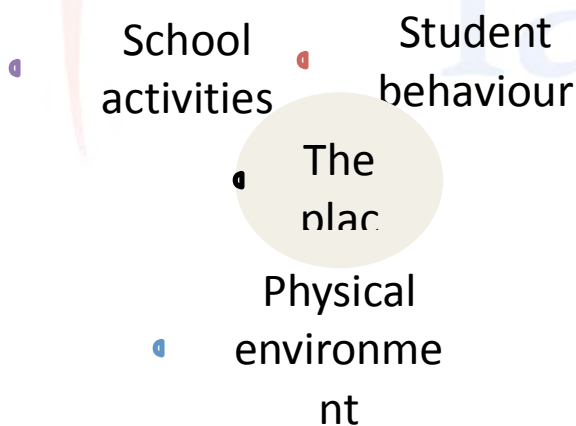 School
activities
Student
behaviour
The
plac
Physical
environme
nt